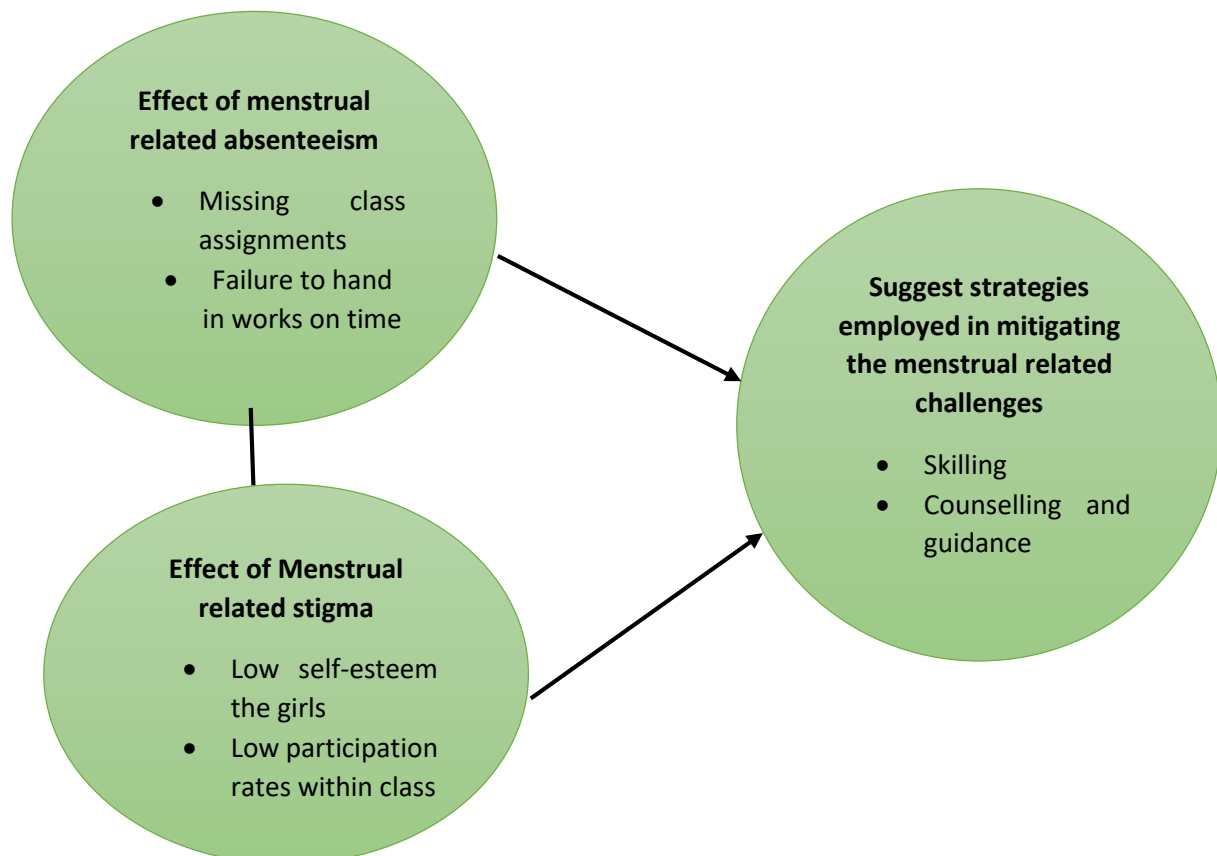 Effect of menstrual
related absenteeism
• Missing class
assignments
• Failure to hand
in works on time
Effect of Menstrual
related stigma
• Low self-esteem
the girls
• Low participation
rates within class
Suggest strategies
employed in mitigating
the menstrual related
challenges
• Skilling
• Counselling and
guidance